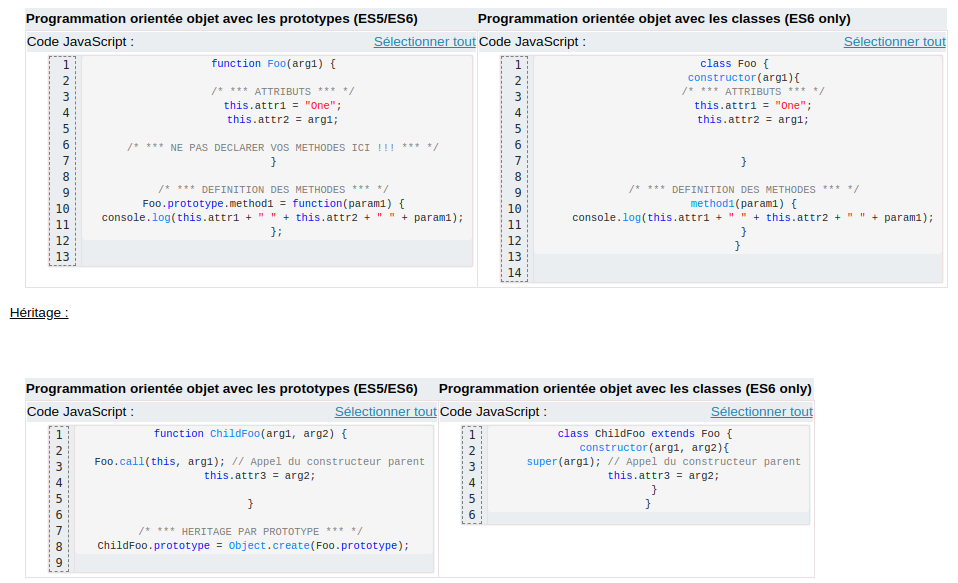 Programmation orientée objet avec les prototypes (ES5/ES6)
Code JavaScript :
Sélectionner tout
1
2
3
4
5
6
7
8
9
10
11
12
13
function Foo(arg1) {
/* *** ATTRIBUTS *** */
this.attr1 = "One";
this.attr2 = arg1;
/* *** NE PAS DECLARER VOS METHODES ICI !!! *** */
}
/* *** DEFINITION DES METHODES *** */
Foo.prototype.method1 = function(param1) {
console.log(this.attr1 + " " + this.attr2 + " " + param1);
};
Programmation orientée objet avec les classes (ES6 only)
Code JavaScript :
Sélectionner tout
1
2
3
4
5
6
7
8
9
10
11
12
13
14
class Foo {
constructor(arg1){
/* *** ATTRIBUTS *** */
this.attr1 = "One";
this.attr2 = arg1;
}
/* *** DEFINITION DES METHODES *** */
method1(param1) {
console.log(this.attr1 + " " + this.attr2 + " " + param1);
}
}
Héritage :
Programmation orientée objet avec les prototypes (ES5/ES6)
Code JavaScript :
Sélectionner tout
1
2
3
4
5
6
7
8
9
function ChildFoo(arg1, arg2) {
Foo.call(this, arg1); // Appel du constructeur parent
this.attr3 = arg2;
}
/* *** HERITAGE PAR PROTOTYPE *** */
ChildFoo.prototype = Object.create(Foo.prototype);
Programmation orientée objet avec les classes (ES6 only)
Code JavaScript :
Sélectionner tout
1
2
3
4
5
6
class ChildFoo extends Foo {
constructor(arg1, arg2){
super(arg1); // Appel du constructeur parent
this.attr3 = arg2;
}
}